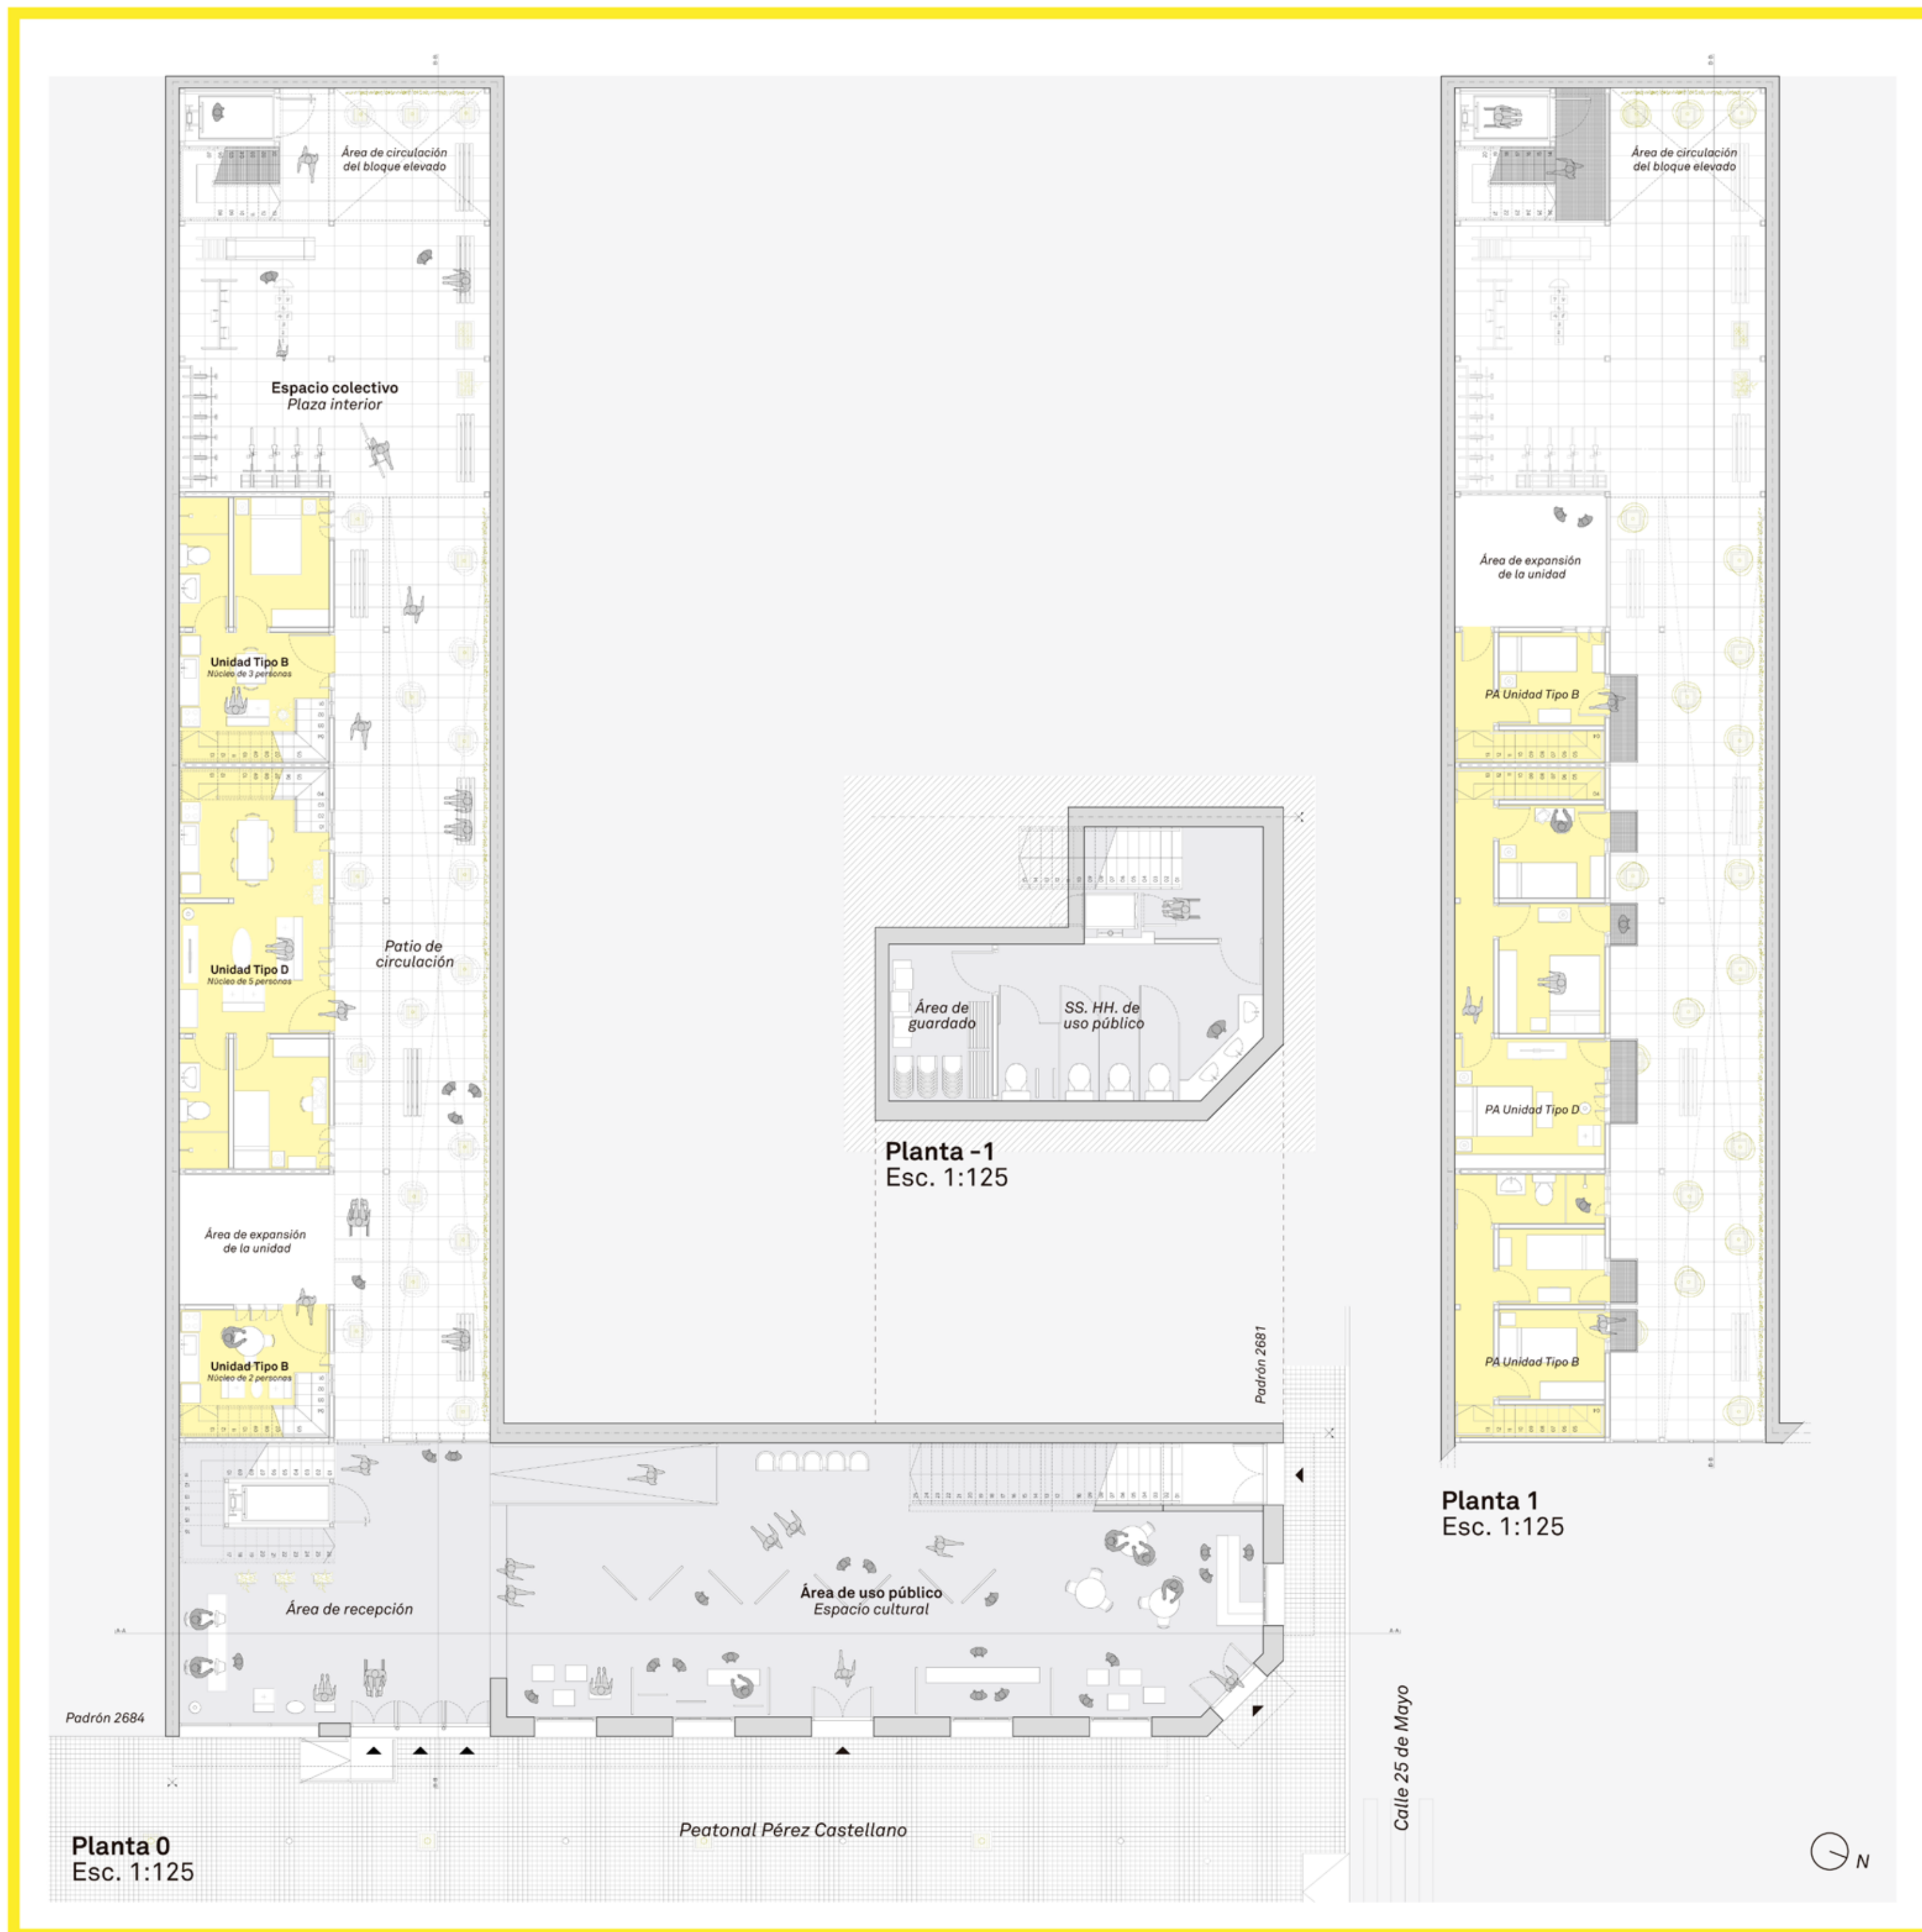 Área de circulación
del bloque elevado
Espacio colectivo
Plaza interior
Unidad Tipo B
Núcleo de 3 personas
Unidad Tipo D
Núcleo de 5 personas
Patio de
circulación
Área de expansión
de la unidad
Unidad Tipo B
Núcleo de 2 personas
Área de recepción
Área de uso público
Espacio cultural
Padrón 2684
Padrón 2681
Peatonal Pérez Castellano
Calle 25 de Mayo
Planta 0
Esc. 1:125
Área de
guardado
SS. HH. de
uso público
Planta -1
Esc. 1:125
Área de circulación
del bloque elevado
Área de expansión
de la unidad
PA Unidad Tipo B
PA Unidad Tipo D
PA Unidad Tipo B
Planta 1
Esc. 1:125
N